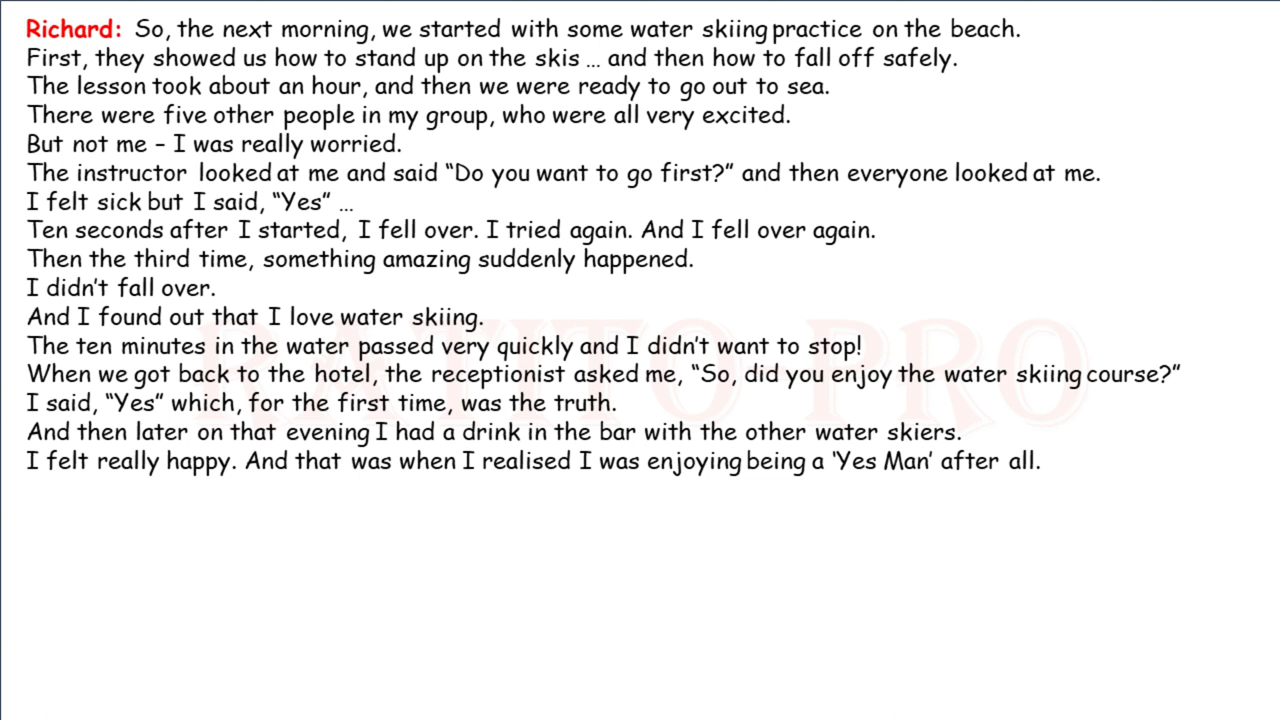 Richard: So, the next morning, we started with some water skiing practice on the beach.
First, they showed us how to stand up on the skis ... and then how to fall off safely.
The lesson took about an hour, and then we were ready to go out to sea.
There were five other people in my group, who were all very excited.
But not me – I was really worried.
The instructor looked at me and said “Do you want to go first?” and then everyone looked at me.
I felt sick but I said, “Yes” ...
Ten seconds after I started, I fell over. I tried again. And I fell over again.
Then the third time, something amazing suddenly happened.
I didn’t fall over.
And I found out that I love water skiing.
The ten minutes in the water passed very quickly and I didn’t want to stop!
When we got back to the hotel, the receptionist asked me, “So, did you enjoy the water skiing course?”
I said, “Yes” which, for the first time, was the truth.
And then later on that evening I had a drink in the bar with the other water skiers.
I felt really happy. And that was when I realised I was enjoying being a ‘Yes Man’ after all.
RATITO PRO